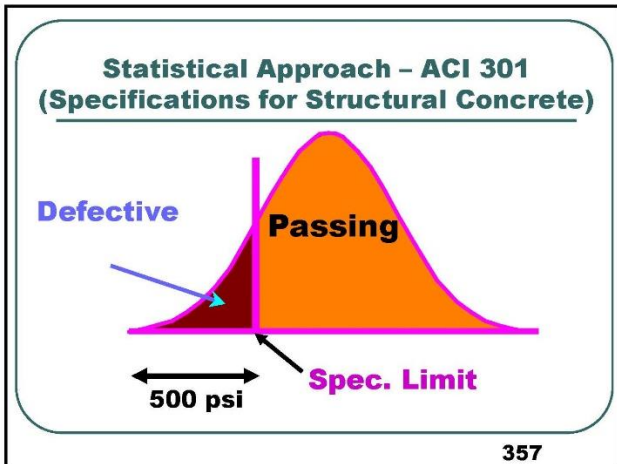 Statistical Approach – ACI 301
(Specifications for Structural Concrete)
Defective
Passing
Spec. Limit
500 psi
357